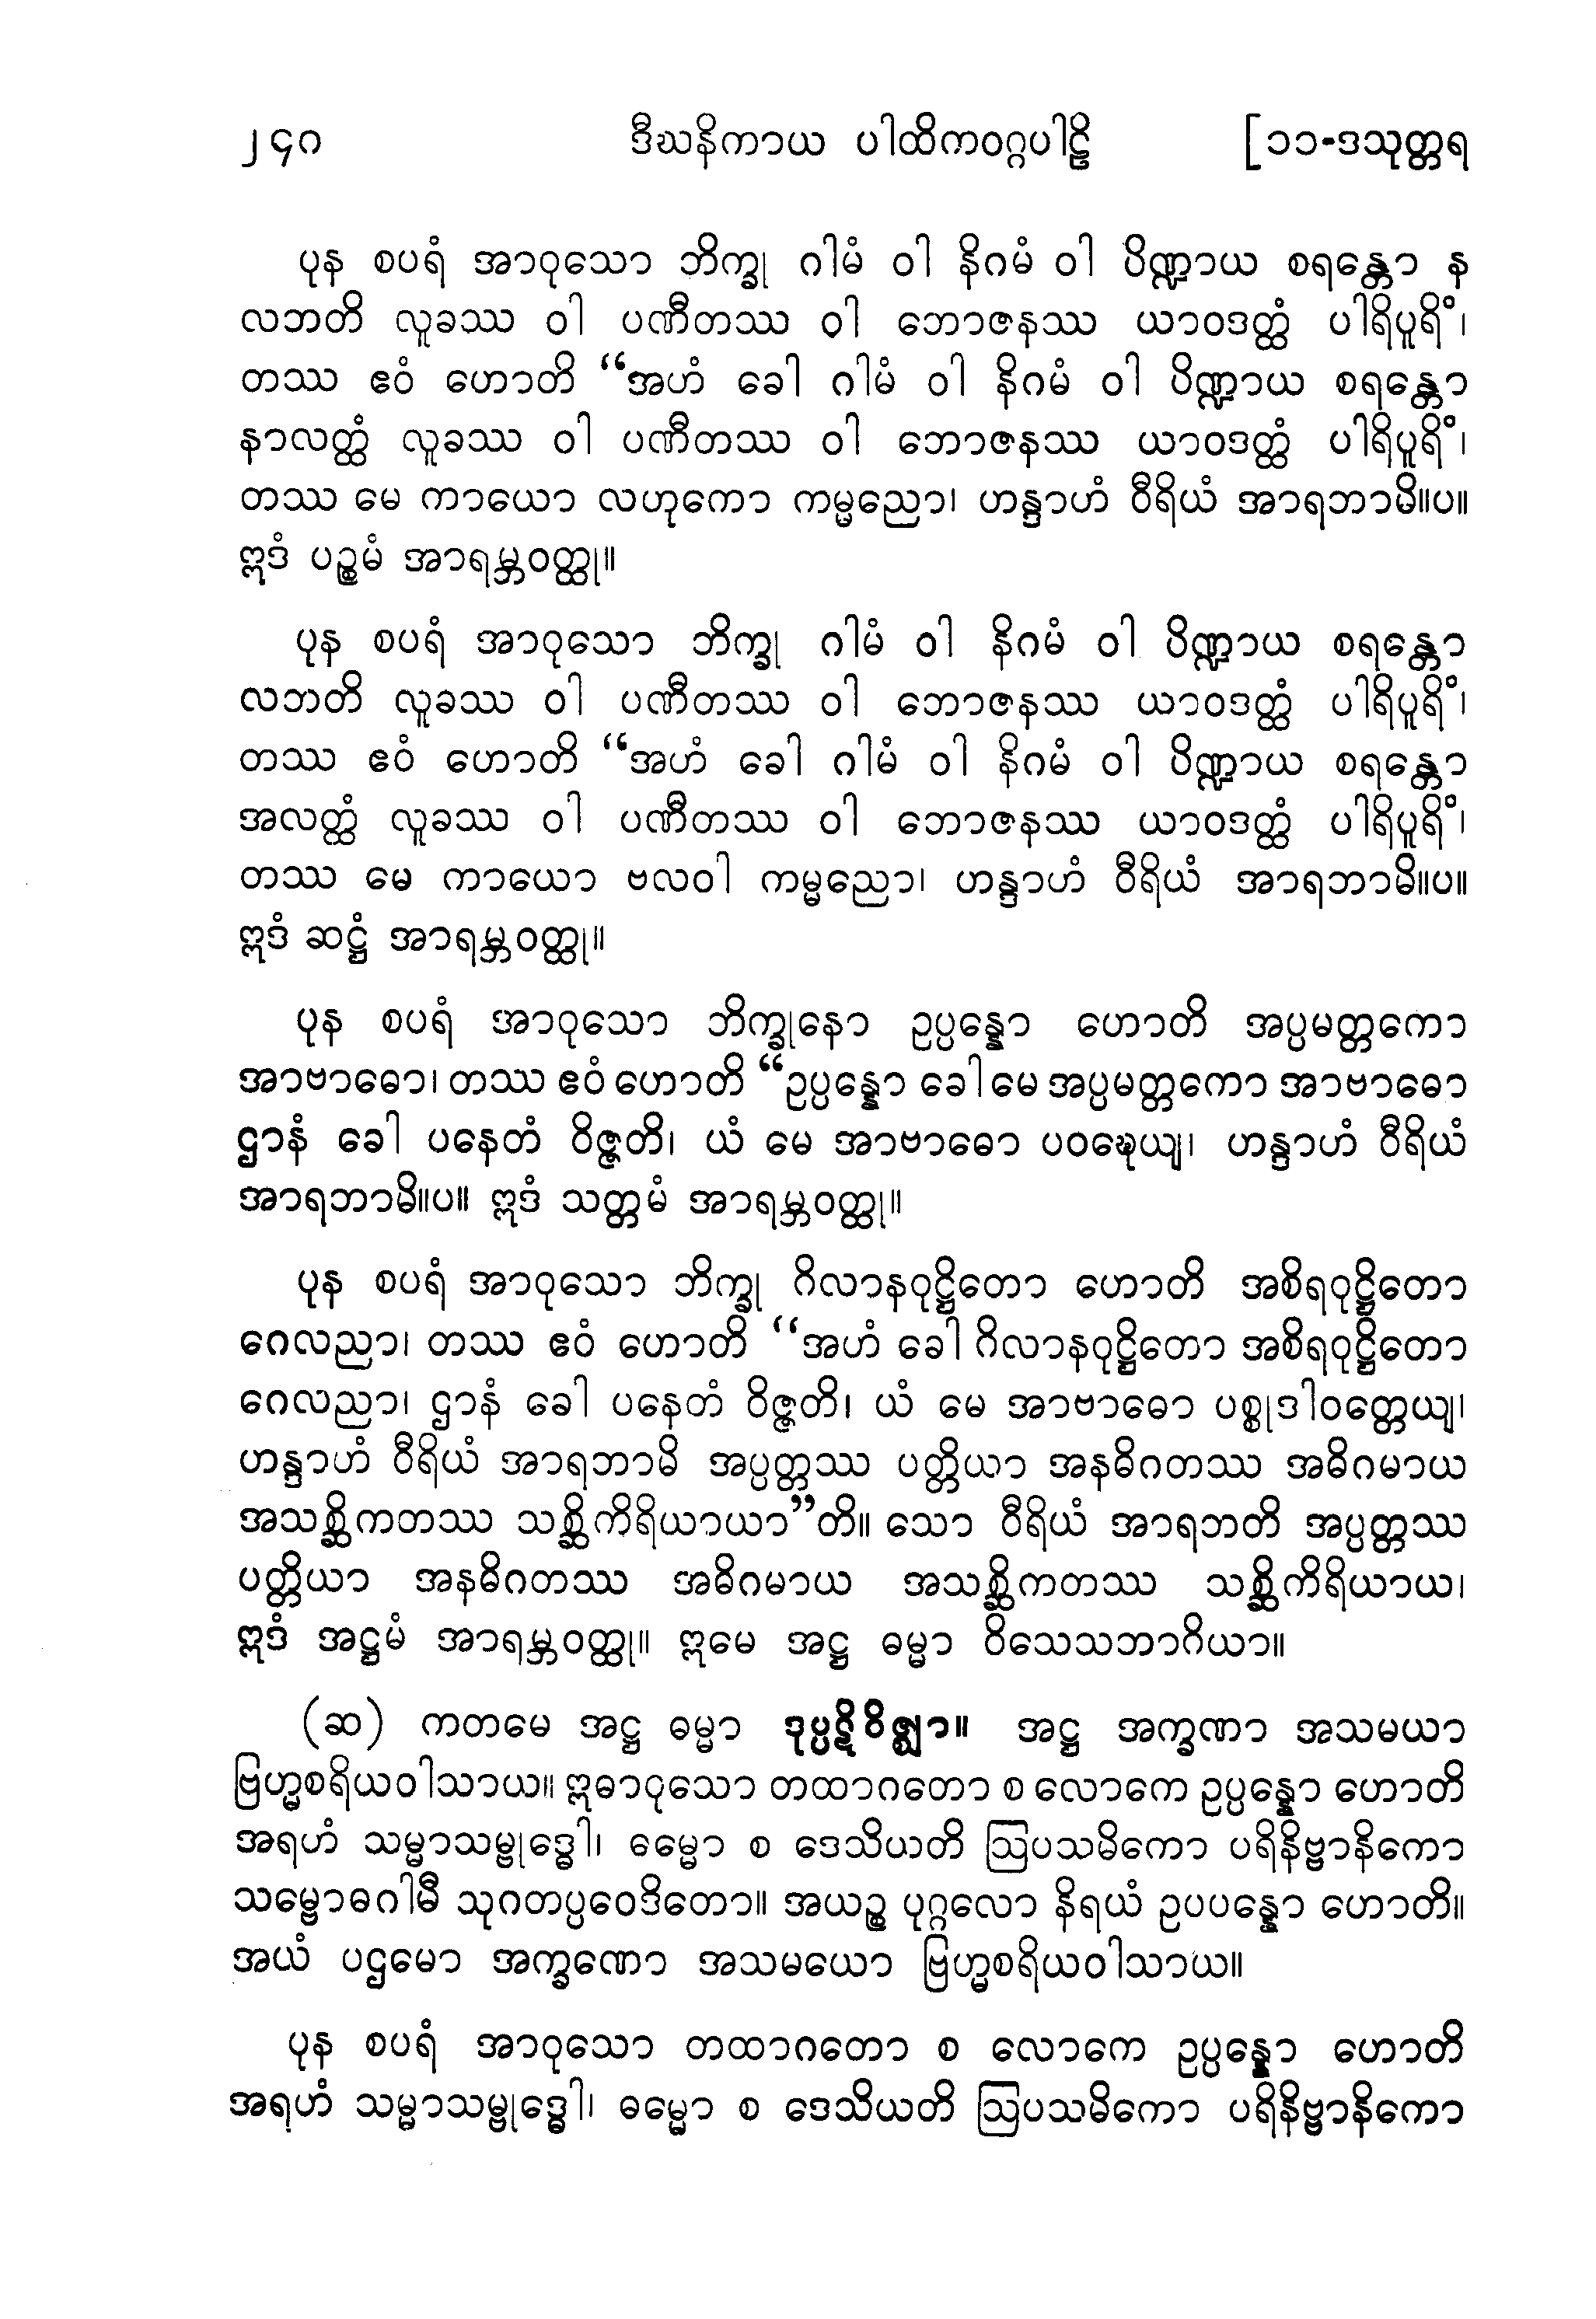 ၂၄၈ ဒီဃနိကာယ ပါထိကဝဂ္ဂပါဠိ [၁၁-ဒသုတ္တရ
ပုန စပရံ အာဝုသော ဘိက္ခု ဂါမံ ဝါ နိဂမံ ဝါ ပိဏ္ဍာယ စရန္တော န
လဘတိ လူခဿ ဝါ ပဏီတဿ ဝါ ဘောဇနဿ ယာဝဒတ္ထံ ပါရိပူရိံ၊
တဿ ဧဝံ ဟောတိ “အဟံ ခေါ ဂါမံ ဝါ နိဂမံ ဝါ ပိဏ္ဍာယ စရန္တော
နာလတ္ထံ လူခဿ ဝါ ပဏီတဿ ဝါ ဘောဇနဿ ယာဝဒတ္ထံ ပါရိပူရိံ၊
တဿ မေ ကာယော လဟုကော ကမ္မညော၊ ဟန္ဒာဟံ ဝီရိယံ အာရဘာမိ။ပ။
ဣဒံ ပဉ္စမံ အာရမ္ဘဝတ္ထု။
ပုန စပရံ အာဝုသော ဘိက္ခု ဂါမံ ဝါ နိဂမံ ဝါ ပိဏ္ဍာယ စရန္တော
လဘတိ လူခဿ ဝါ ပဏီတဿ ဝါ ဘောဇနဿ ယာဝဒတ္ထံ ပါရိပူရိံ၊
တဿ ဧဝံ ဟောတိ “အဟံ ခေါ ဂါမံ ဝါ နိဂမံ ဝါ ပိဏ္ဍာယ စရန္တော
အလတ္ထံ လူခဿ ဝါ ပဏီတဿ ဝါ ဘောဇနဿ ယာဝဒတ္ထံ ပါရိပူရိံ၊
တဿ မေ ကာယော ဗလဝါ ကမ္မညော၊ ဟန္ဒာဟံ ဝီရိယံ အာရဘာမိ။ပ။
ဣဒံ ဆဋ္ဌံ အာရမ္ဘဝတ္ထု။
ပုန စပရံ အာဝုသော ဘိက္ခုနော ဥပ္ပန္နော ဟောတိ အပ္ပမတ္တကော
အာဗာဓော၊ တဿ ဧဝံ ဟောတိ “ဥပ္ပန္နော ခေါ မေ အပ္ပမတ္တကော အာဗာဓော
ဌာနံ ခေါ ပနေတံ ဝိဇ္ဇတိ၊ ယံ မေ အာဗာဓော ပဝဍ္ဎေယျ၊ ဟန္ဒာဟံ ဝီရိယံ
အာရဘာမိ။ပ။ ဣဒံ သတ္တမံ အာရမ္ဘဝတ္ထု။
ပုန စပရံ အာဝုသော ဘိက္ခု ဂိလာနဝုဋ္ဌိတော ဟောတိ အစိရဝုဋ္ဌိတော
ဂေလညာ၊ တဿ ဧဝံ ဟောတိ “အဟံ ခေါ ဂိလာနဝုဋ္ဌိတော အစိရဝုဋ္ဌိတော
ဂေလညာ၊ ဌာနံ ခေါ ပနေတံ ဝိဇ္ဇတိ၊ ယံ မေ အာဗာဓော ပစ္စုဒါဝတ္တေယျ၊
ဟန္ဒာဟံ ဝီရိယံ အာရဘာမိ အပ္ပတ္တဿ ပတ္တိယာ အနဓိဂတဿ အဓိဂမာယ
အသစ္ဆိကတဿ သစ္ဆိကိရိယာယာ”တိ။ သော ဝီရိယံ အာရဘတိ အပ္ပတ္တဿ
ပတ္တိယာ အနဓိဂတဿ အဓိဂမာယ အသစ္ဆိကတဿ သစ္ဆိကိရိယာယ၊
ဣဒံ အဋ္ဌမံ အာရမ္ဘဝတ္ထု။ ဣမေ အဋ္ဌ ဓမ္မာ ဝိသေသဘာဂိယာ။
(ဆ) ကတမေ အဋ္ဌ ဓမ္မာ ဒုပ္ပဋိဝိဇ္ဈာ။ အဋ္ဌ အက္ခဏာ အသမယာ
ဗြဟ္မစရိယဝါသာယ။ ဣဓာဝုသော တထာဂတော စ လောကေ ဥပ္ပန္နော ဟောတိ
အရဟံ သမ္မာသမ္ဗုဒ္ဓေါ၊ ဓမ္မော စ ဒေသိယတိ ဩပသမိကော ပရိနိဗ္ဗာနိကော
သမ္ဗောဓဂါမီ သုဂတပ္ပဝေဒိတော။ အယဉ္စ ပုဂ္ဂလော နိရယံ ဥပပန္နော ဟောတိ။
အယံ ပဌမော အက္ခဏော အသမယော ဗြဟ္မစရိယဝါသာယ။
ပုန စပရံ အာဝုသော တထာဂတော စ လောကေ ဥပ္ပန္နော ဟောတိ
အရဟံ သမ္မာသမ္ဗုဒ္ဓေါ၊ ဓမ္မော စ ဒေသိယတိ ဩပသမိကော ပရိနိဗ္ဗာနိကော